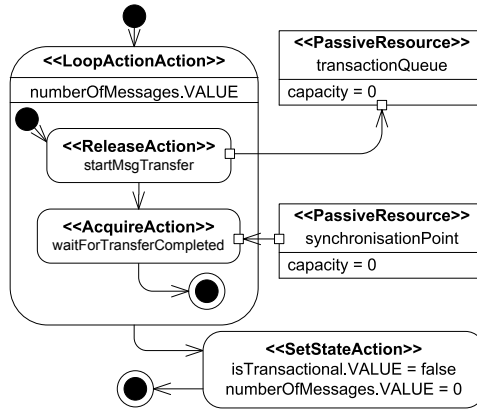 <<LoopActionAction>>
numberOfMessages.VALUE
<<ReleaseAction>>
startMsgTransfer
<<AcquireAction>>
waitForTransferCompleted
<<PassiveResource>>
transactionQueue
capacity = 0
<<PassiveResource>>
synchronisationPoint
capacity = 0
<<SetStateAction>>
isTransactional.VALUE = false
numberOfMessages.VALUE = 0